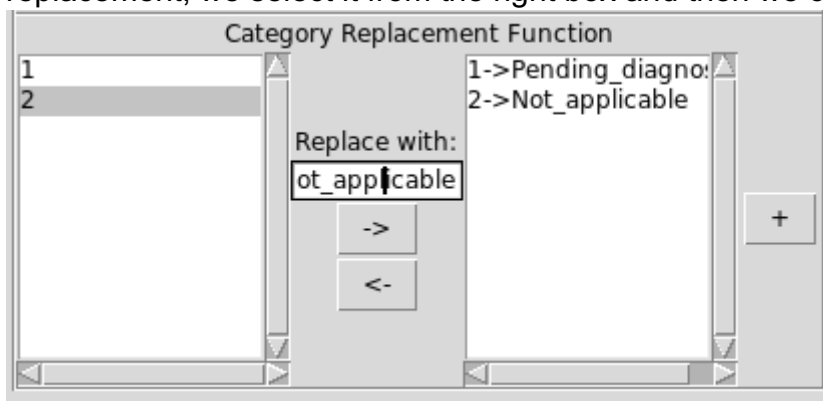 replacement, we select it from the right box and then we c
Category Replacement Function
1
2
Replace with:
ot_applicable
->
<-
1->Pending_diagno
2->Not_applicable
+